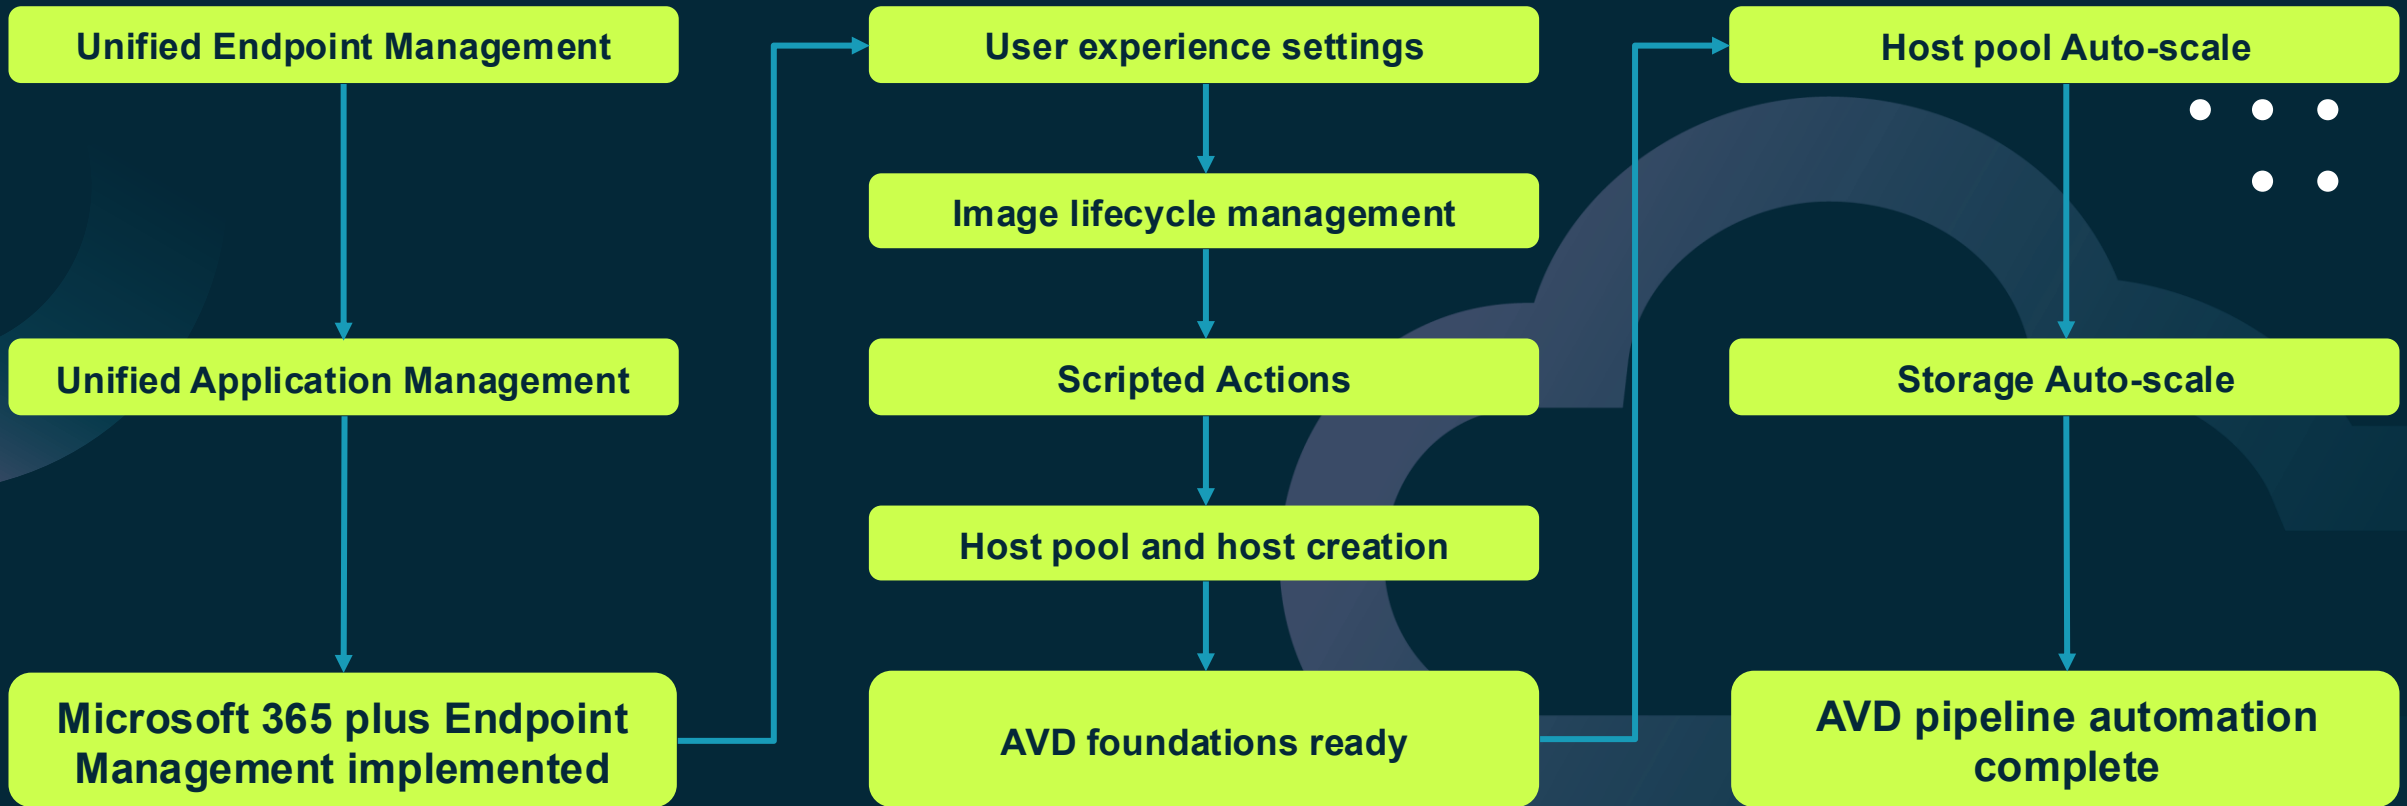 Unified Endpoint Management
Unified Application Management
Microsoft 365 plus Endpoint
Management implemented
User experience settings
Image lifecycle management
Scripted Actions
Host pool and host creation
AVD foundations ready
Host pool Auto-scale
Storage Auto-scale
AVD pipeline automation
complete